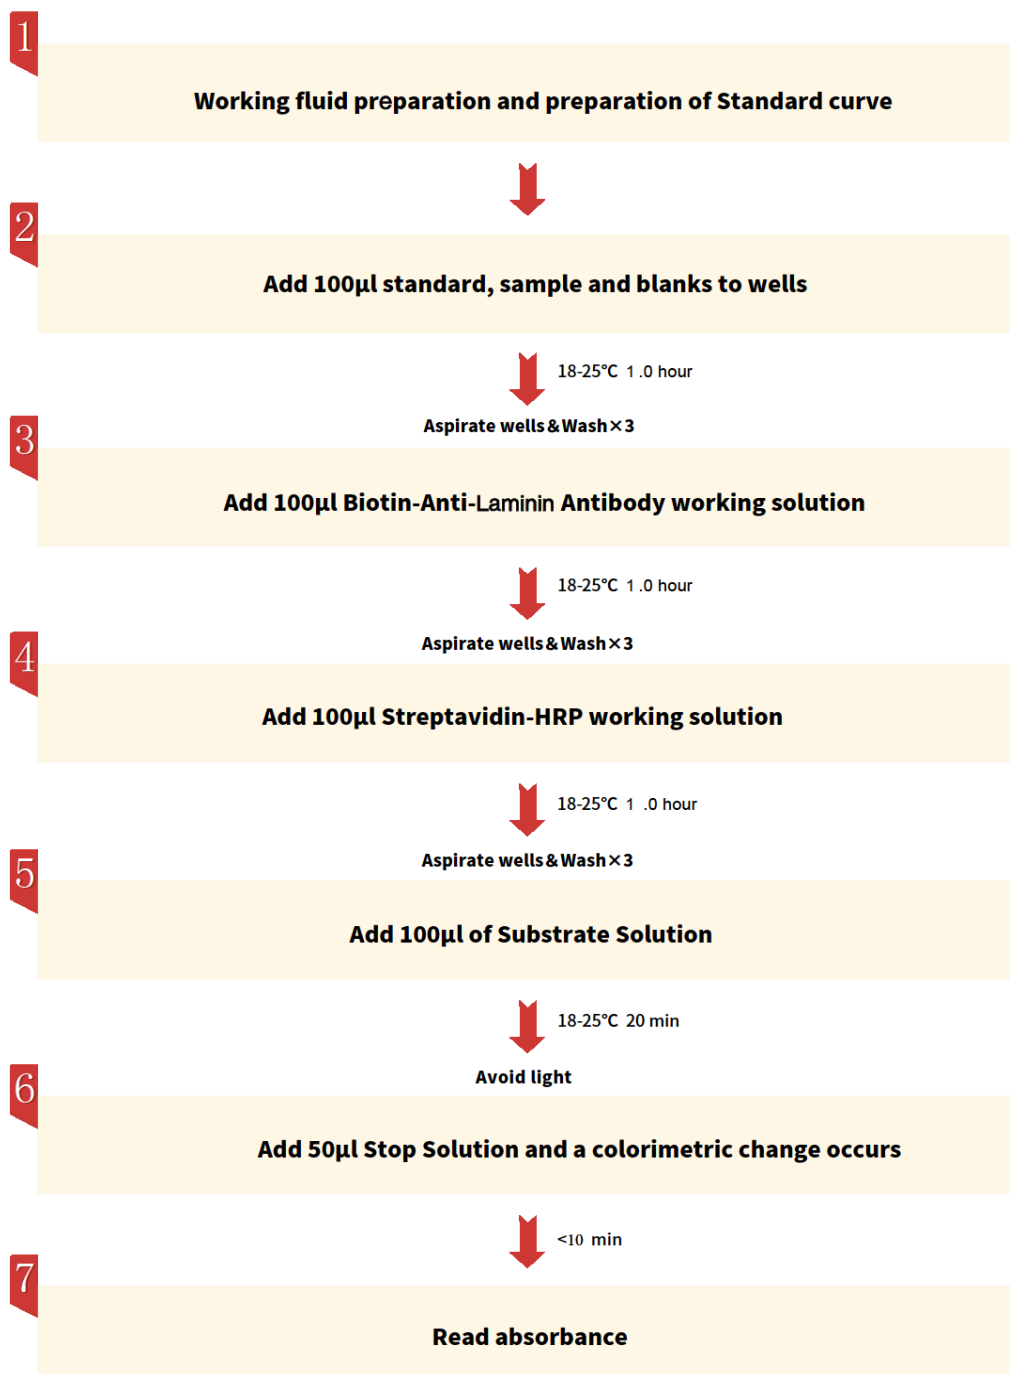 1
Working fluid preparation and preparation of Standard curve
2
Add 100μl standard, sample and blanks to wells
18-25℃ 1 .0 hour
Aspirate wells&Wash×3
3
Add 100μl Biotin-Anti-Laminin Antibody working solution
18-25℃ 1 .0 hour
Aspirate wells&Wash×3
4
Add 100μl Streptavidin-HRP working solution
18-25℃ 1 .0 hour
Aspirate wells&Wash×3
5
Add 100μl of Substrate Solution
18-25℃ 20 min
Avoid light
6
Add 50μl Stop Solution and a colorimetric change occurs
<10 min
7
Read absorbance